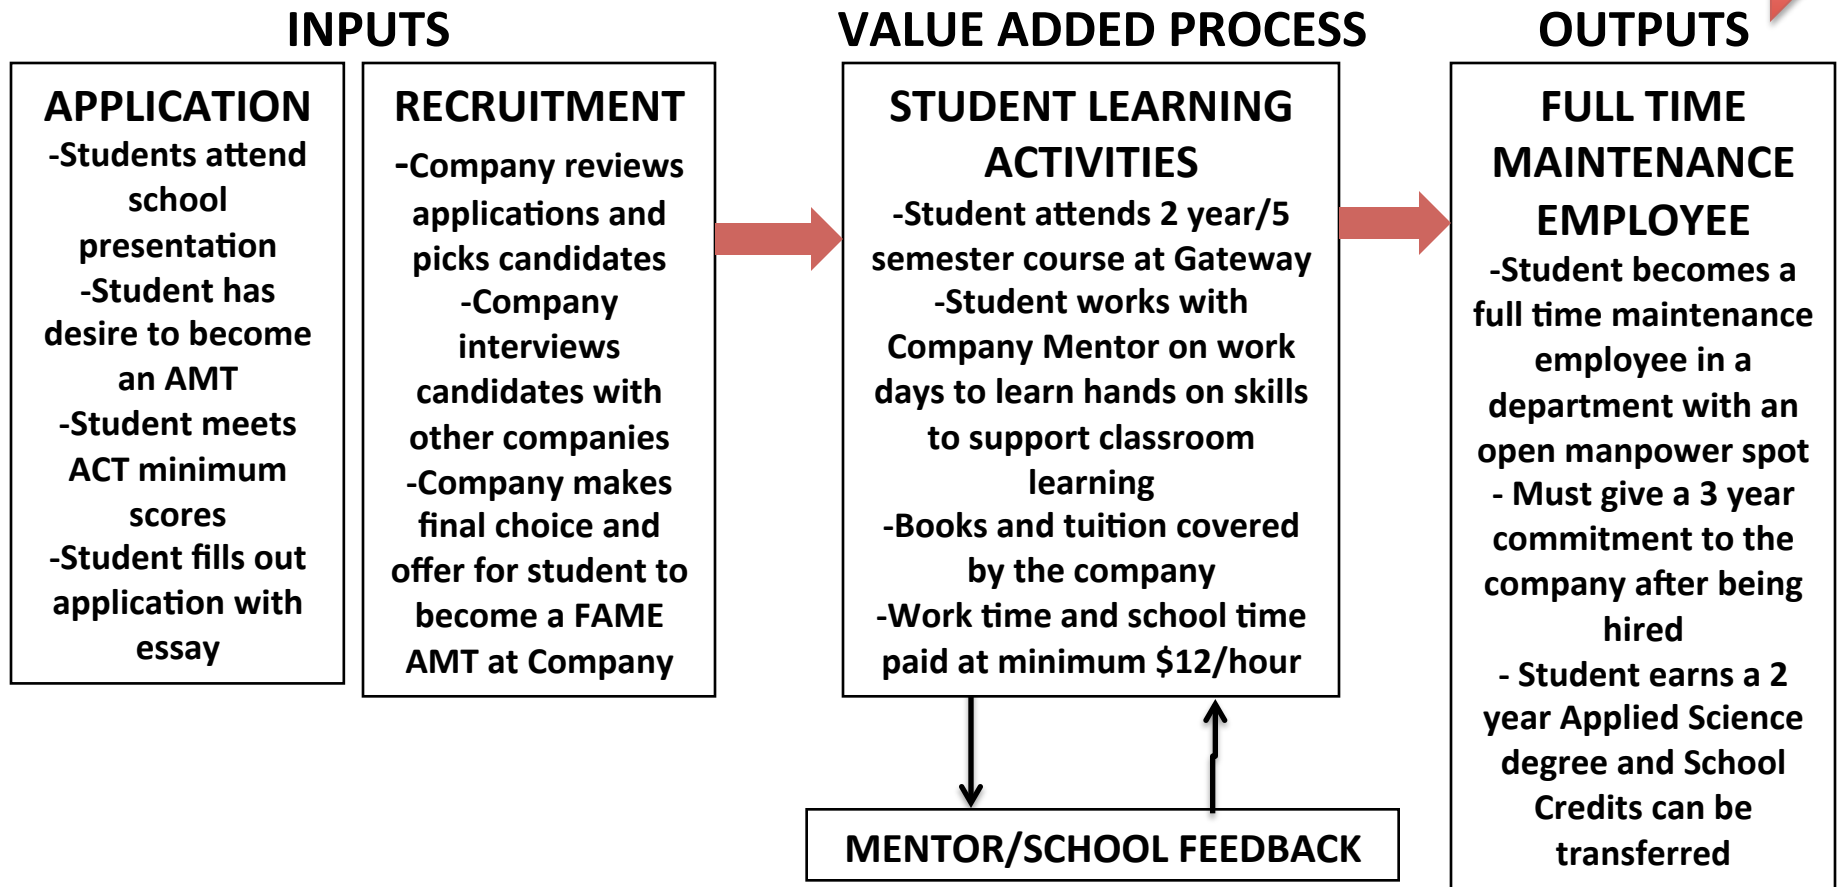 INPUTS
VALUE ADDED PROCESS
OUTPUTS
APPLICATION
-Students attend
school
presentation
-Student has
desire to become
an AMT
-Student meets
ACT minimum
scores
-Student fills out
application with
essay
RECRUITMENT
-Company reviews
applications and
picks candidates
-Company
interviews
candidates with
other companies
-Company makes
final choice and
offer for student to
become a FAME
AMT at Company
STUDENT LEARNING
ACTIVITIES
-Student attends 2 year/5
semester course at Gateway
-Student works with
Company Mentor on work
days to learn hands on skills
to support classroom
learning
-Books and tuition covered
by the company
-Work time and school time
paid at minimum $12/hour
MENTOR/SCHOOL FEEDBACK
FULL TIME
MAINTENANCE
EMPLOYEE
-Student becomes a
full time maintenance
employee in a
department with an
open manpower spot
- Must give a 3 year
commitment to the
company after being
hired
- Student earns a 2
year Applied Science
degree and School
Credits can be
transferred